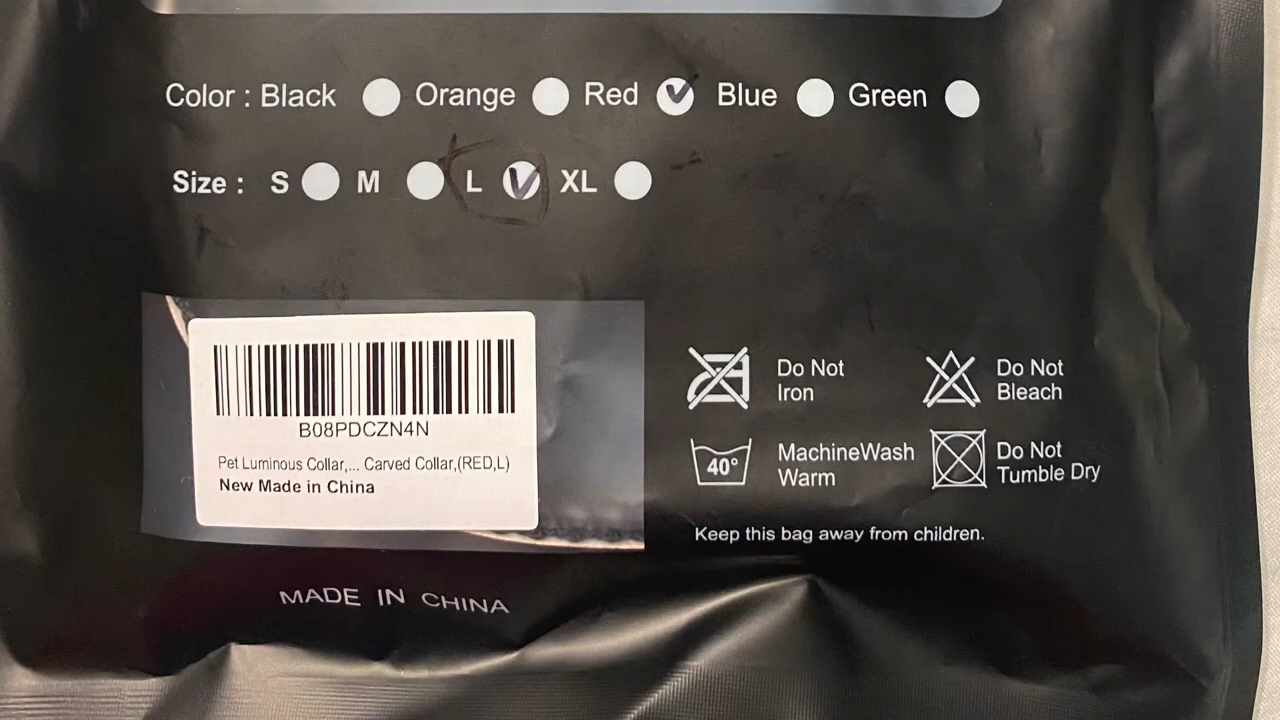 Color : Black Orange Red Blue Green
Size : S M L XL
B08PDCZN4N
Pet Luminous Collar,... Carved Collar,(RED,L)
New Made in China
Do Not
Iron
Do Not
Bleach
40°
MachineWash
Warm
Do Not
Tumble Dry
Keep this bag away from children.
MADE IN CHINA